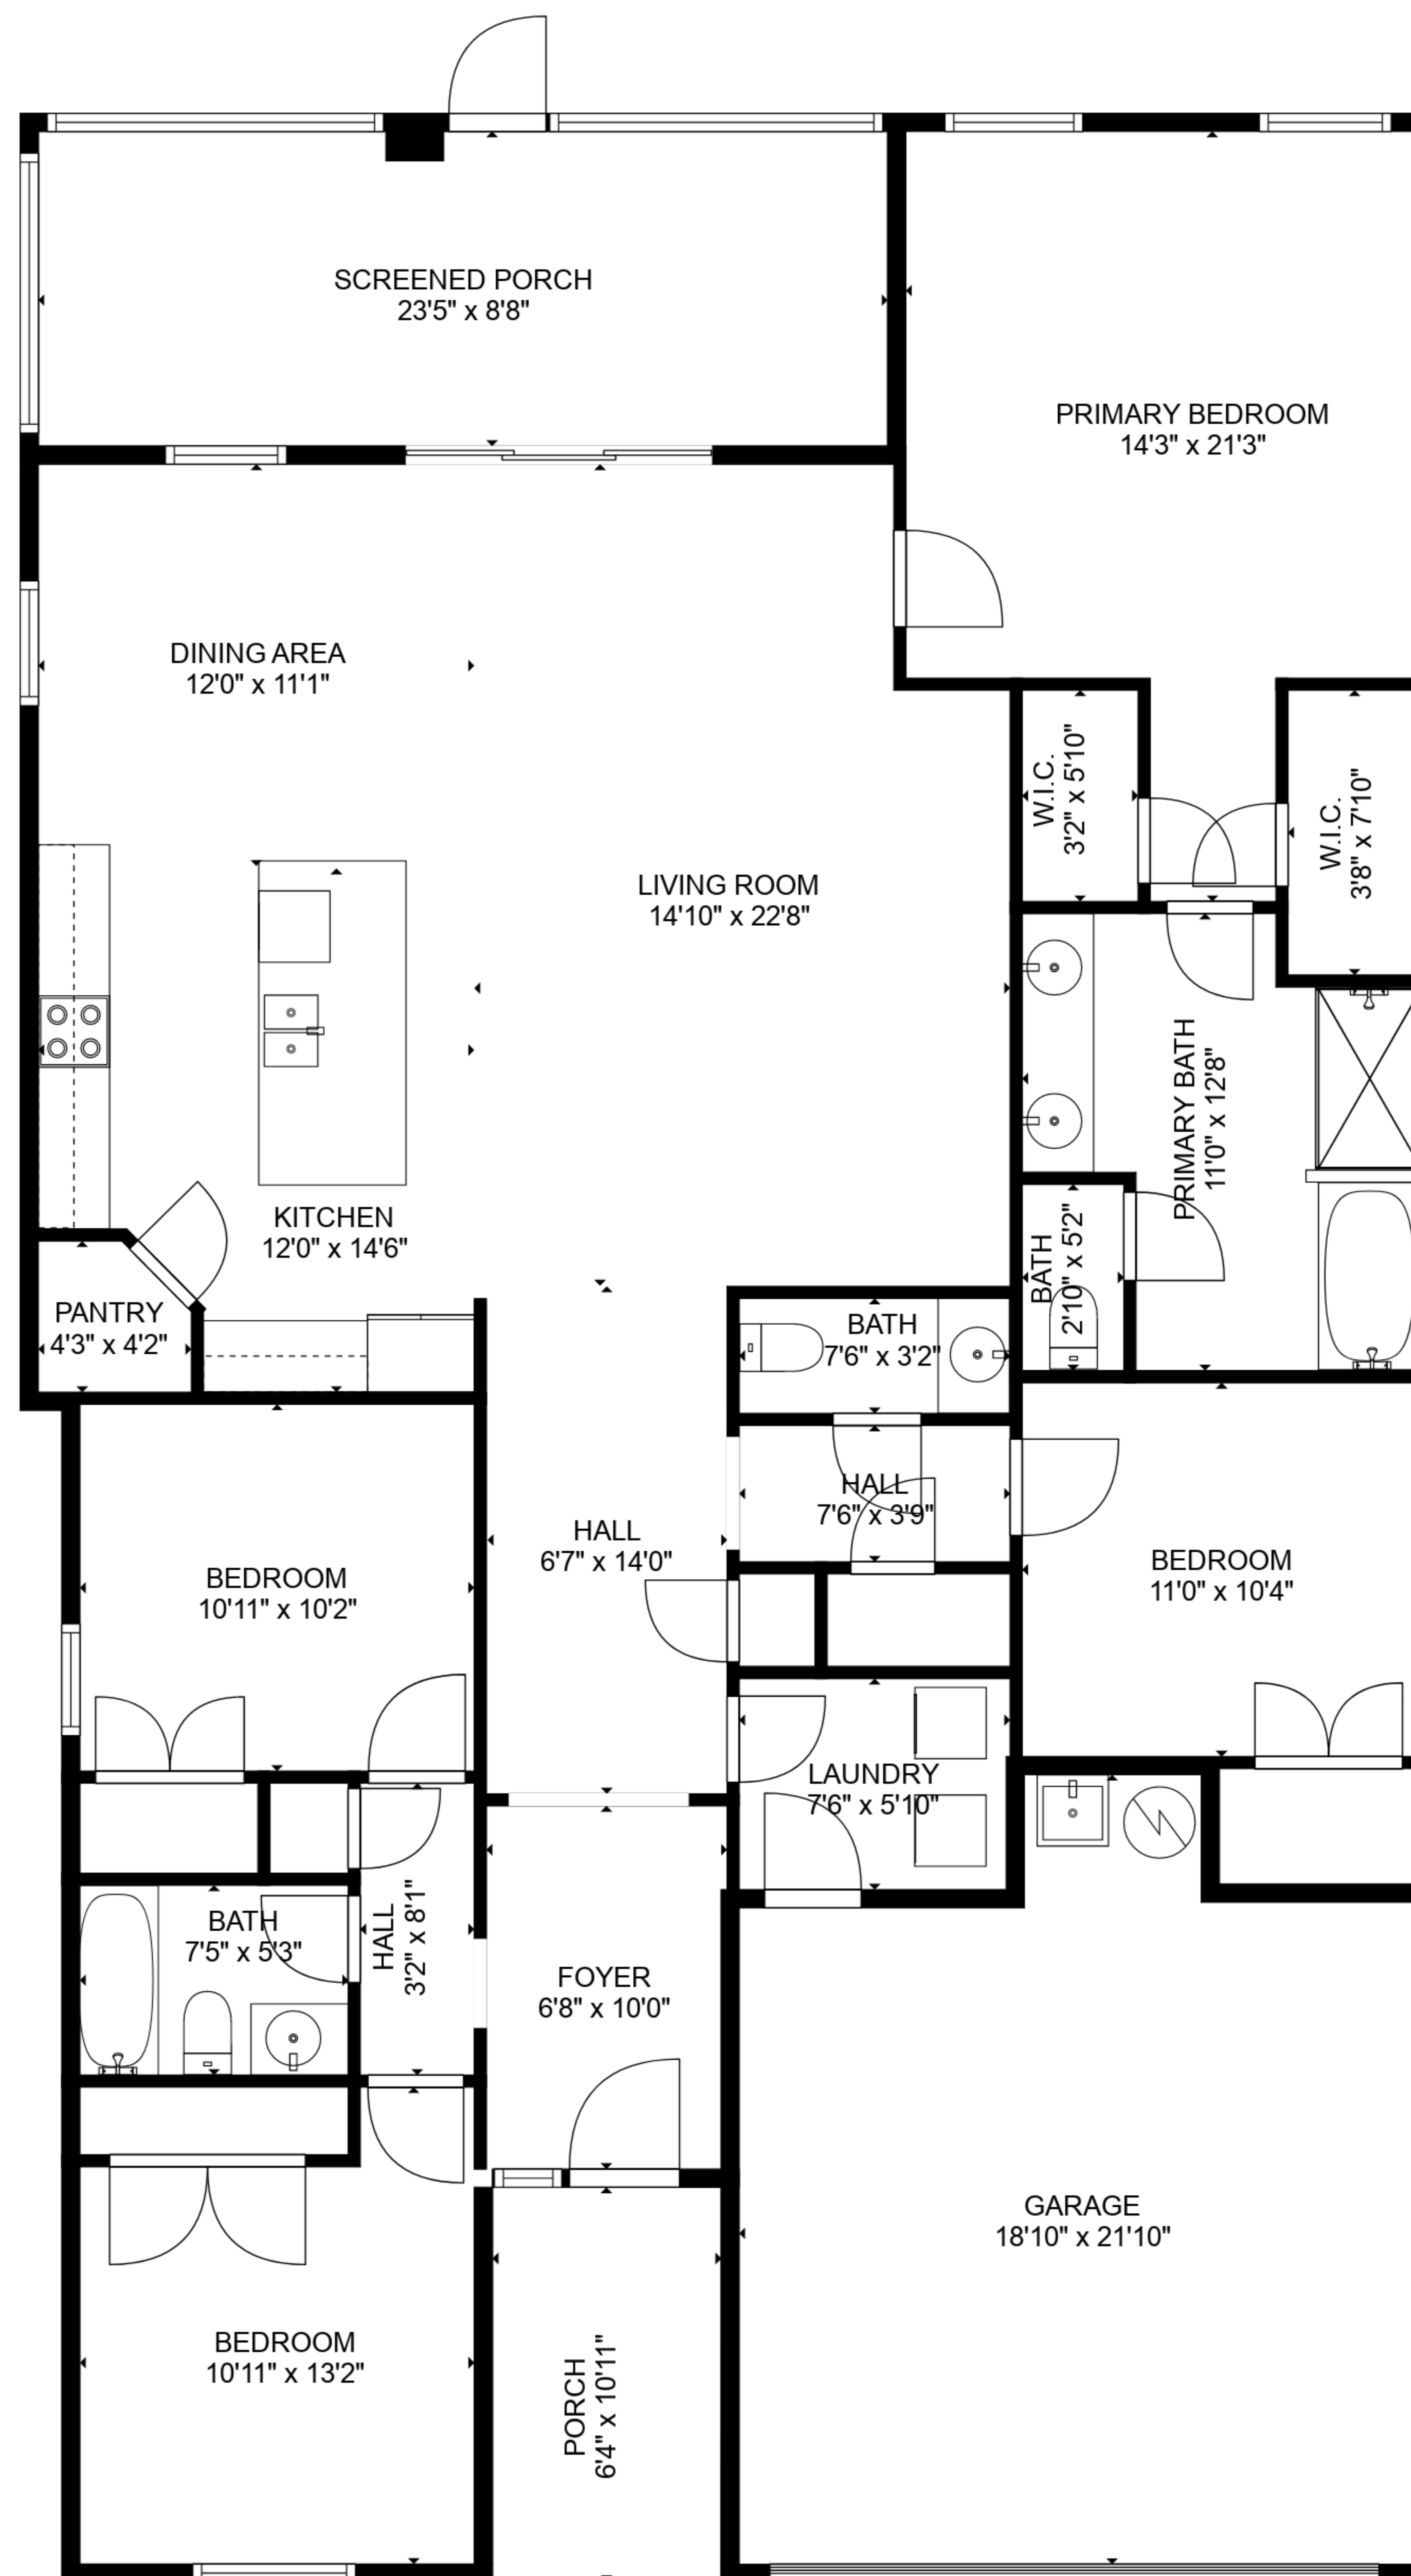 SCREENED PORCH
23'5" x 8'8"
PRIMARY BEDROOM
14'3" x 21'3"
DINING AREA
12'0" x 11'1"
W.I.C.
3'2" x 5'10"
W.I.C.
3'8" x 7'10"
LIVING ROOM
14'10" x 22'8"
PRIMARY BATH
11'0" x 12'8"
KITCHEN
12'0" x 14'6"
BATH
2'10" x 5'2"
PANTRY
4'3" x 4'2"
BATH
7'6" x 3'2"
HALL
7'6" x 3'9"
HALL
6'7" x 14'0"
BEDROOM
11'0" x 10'4"
BEDROOM
10'11" x 10'2"
LAUNDRY
7'6" x 5'10"
BATH
7'5" x 5'3"
HALL
3'2" x 8'1"
FOYER
6'8" x 10'0"
GARAGE
18'10" x 21'10"
BEDROOM
10'11" x 13'2"
PORCH
6'4" x 10'11"